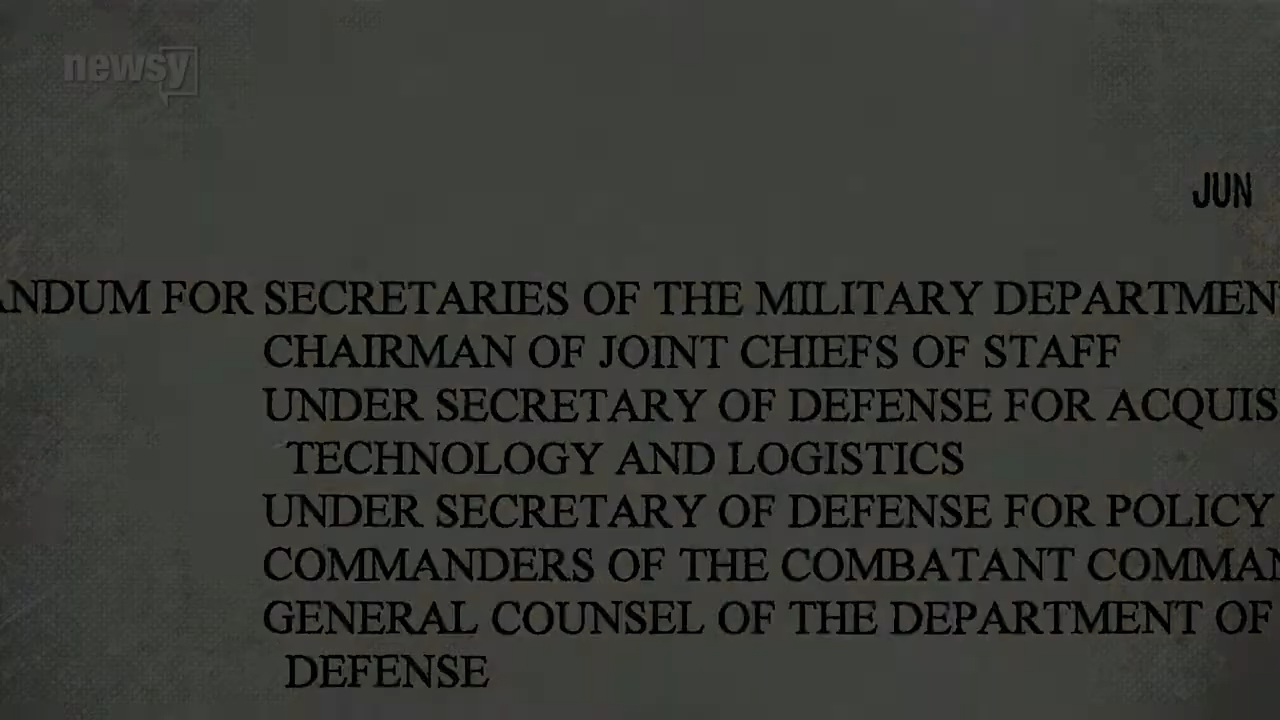 newsy
JUN
ANDUM FOR SECRETARIES OF THE MILITARY DEPARTMEN
CHAIRMAN OF JOINT CHIEFS OF STAFF
UNDER SECRETARY OF DEFENSE FOR ACQUIS
TECHNOLOGY AND LOGISTICS
UNDER SECRETARY OF DEFENSE FOR POLICY
COMMANDERS OF THE COMBATANT COMMAN
GENERAL COUNSEL OF THE DEPARTMENT OF
DEFENSE